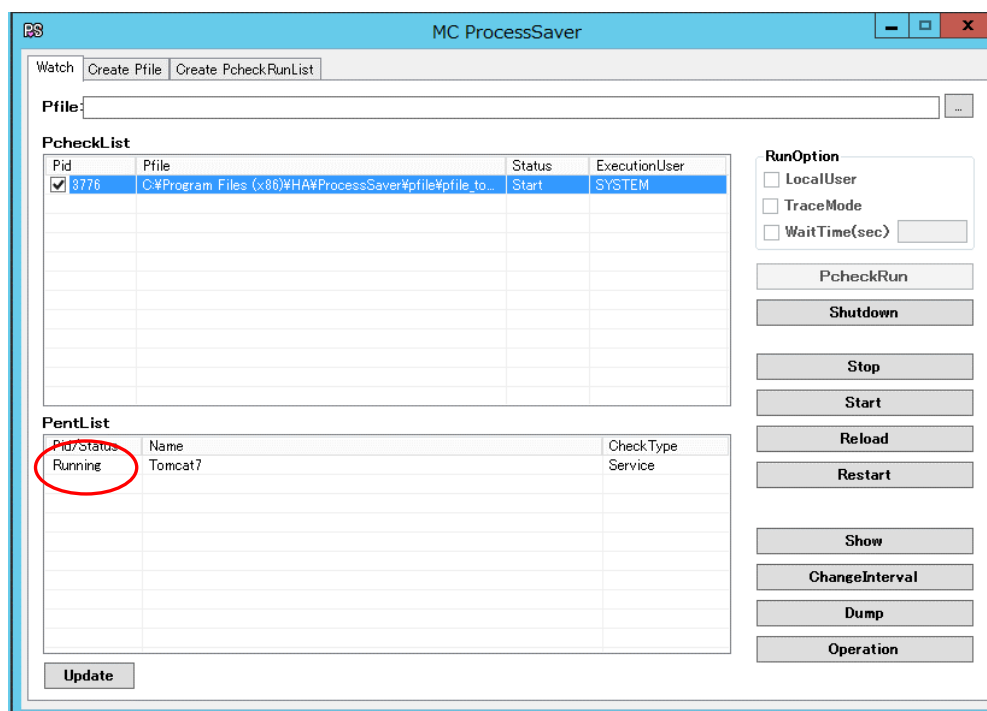 PS MC ProcessSaver
Watch Create Pfile Create PcheckRunList
Pfile: ...
PcheckList
Pid Pfile Status ExecutionUser
3776 C:¥Program Files (x86)¥HA¥ProcessSaver¥pfile¥pfile_to... Start SYSTEM
RunOption
LocalUser
TraceMode
WaitTime(sec)
PcheckRun
Shutdown
Stop
Start
Reload
Restart
PentList
Pid/Status Name CheckType
Running Tomcat7 Service
Show
ChangeInterval
Dump
Operation
Update